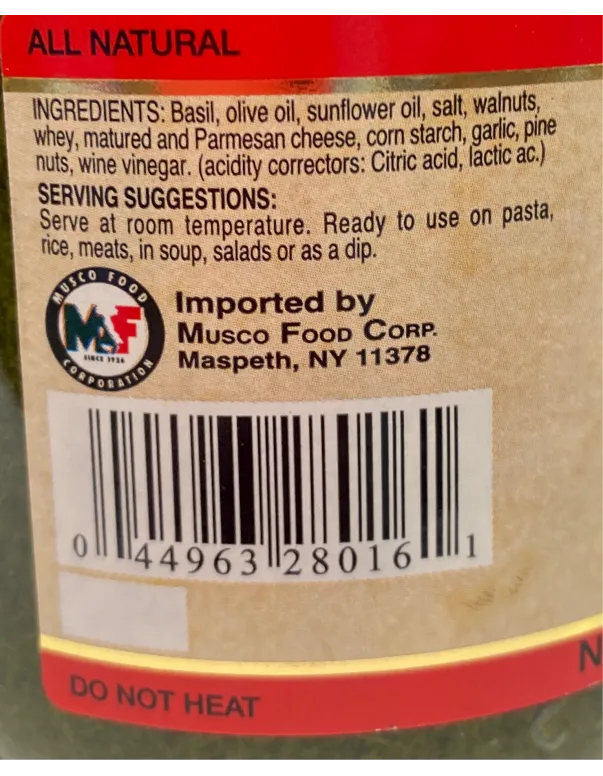 ALL NATURAL
INGREDIENTS: Basil, olive oil, sunflower oil, salt, walnuts,
whey, matured and Parmesan cheese, corn starch, garlic, pine
nuts, wine vinegar. (acidity correctors: Citric acid, lactic ac.)
SERVING SUGGESTIONS:
Serve at room temperature. Ready to use on pasta,
rice, meats, in soup, salads or as a dip.
MUSCO FOOD
MF
SINCE 1926
CORPORATION
Imported by
MUSCO FOOD CORP.
Maspeth, NY 11378
0 44963 28016 1
N
DO NOT HEAT